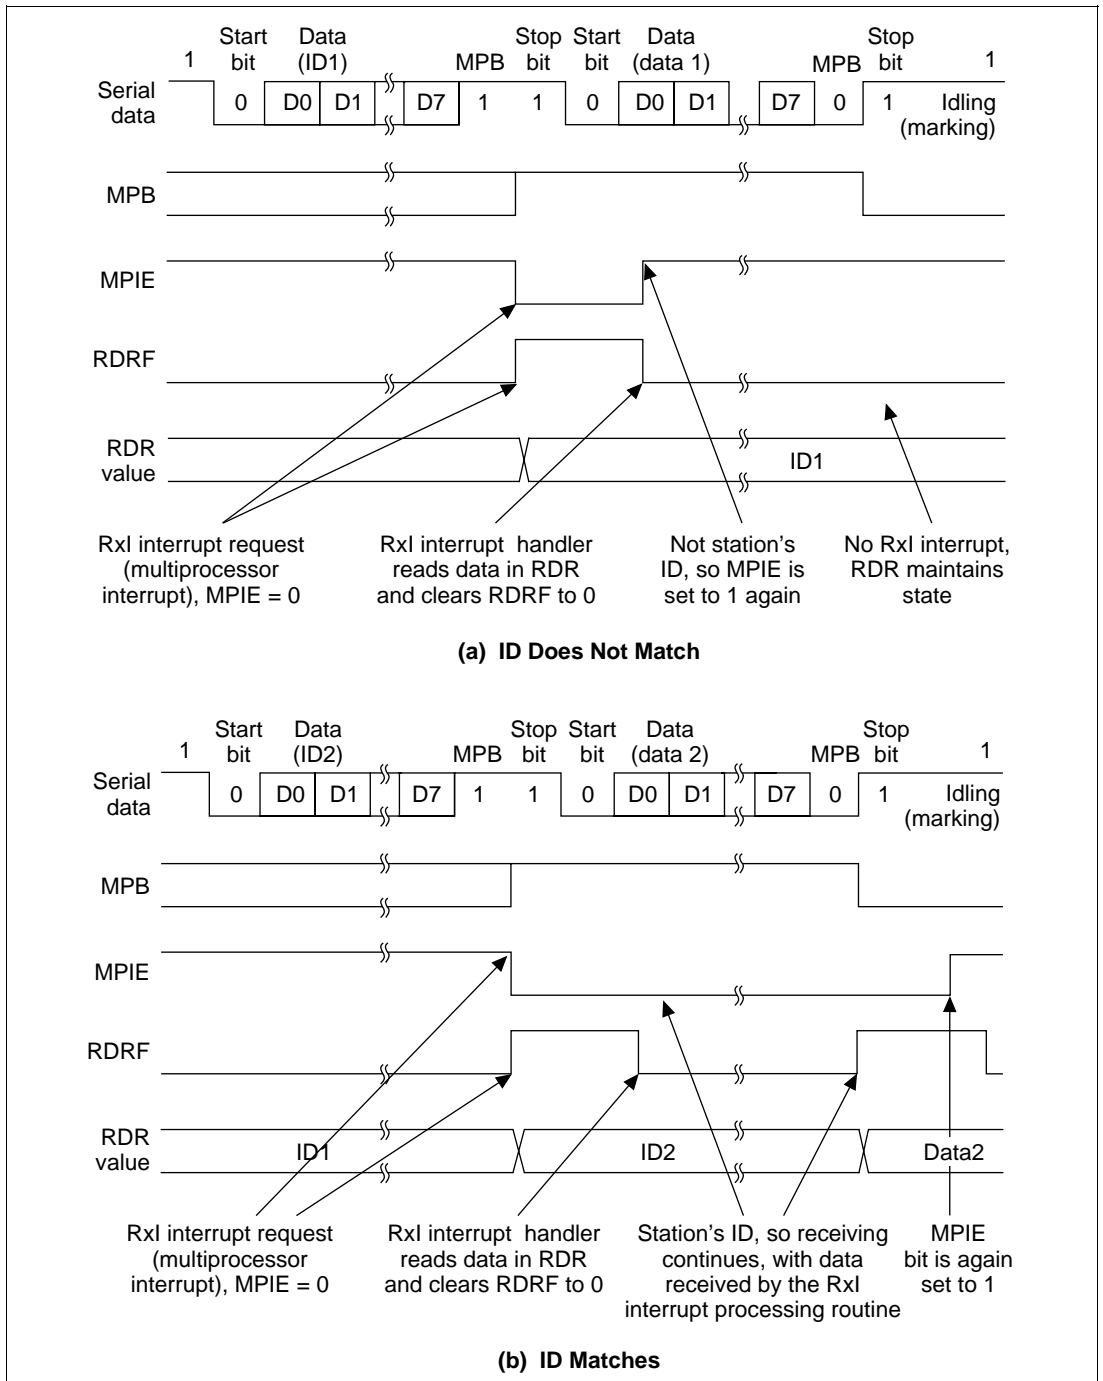 1 Start bit Data (ID1) MPB Stop bit Start bit Data (data 1) MPB Stop bit 1
Serial data 0 D0 D1 D7 1 1 0 D0 D1 D7 0 1 Idling (marking)
MPB
MPIE
RDRF
RDR value ID1
RxI interrupt request (multiprocessor interrupt), MPIE = 0
RxI interrupt handler reads data in RDR and clears RDRF to 0
Not station's ID, so MPIE is set to 1 again
No RxI interrupt, RDR maintains state
(a) ID Does Not Match
1 Start bit Data (ID2) MPB Stop bit Start bit Data (data 2) MPB Stop bit 1
Serial data 0 D0 D1 D7 1 1 0 D0 D1 D7 0 1 Idling (marking)
MPB
MPIE
RDRF
RDR value ID1 ID2 Data2
RxI interrupt request (multiprocessor interrupt), MPIE = 0
RxI interrupt handler reads data in RDR and clears RDRF to 0
Station's ID, so receiving continues, with data received by the RxI interrupt processing routine
MPIE bit is again set to 1
(b) ID Matches